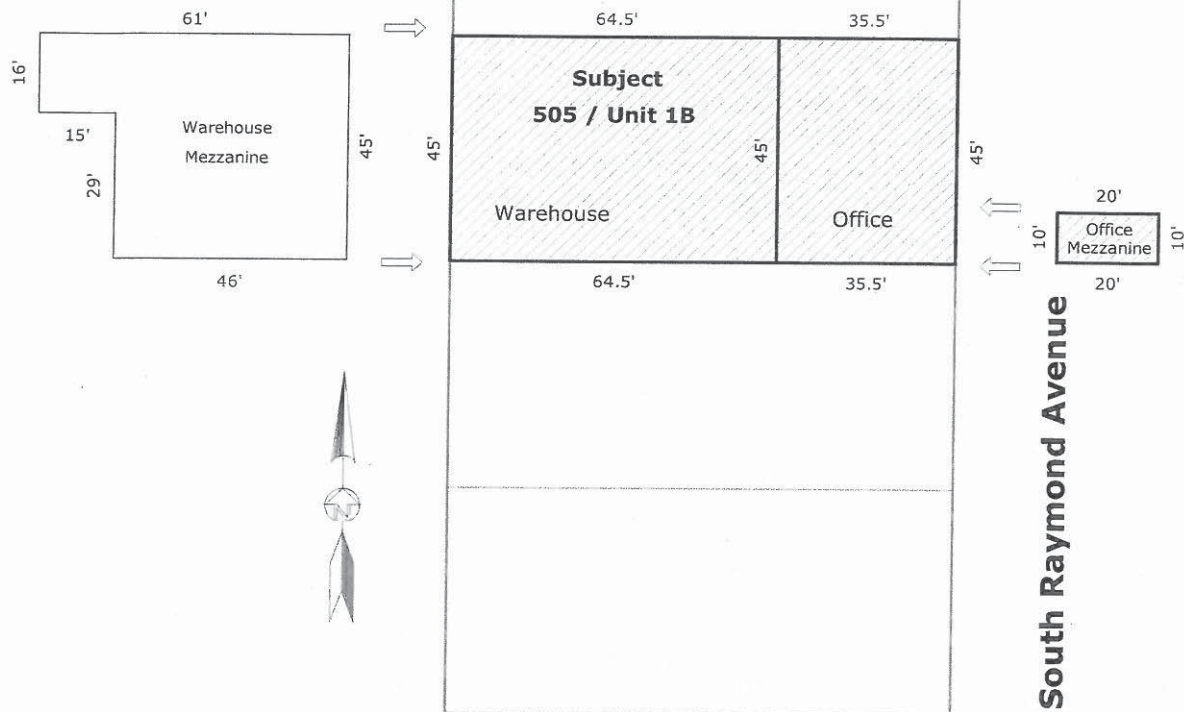 61'
64.5'
35.5'
16'
15'
29'
Warehouse
Mezzanine
45'
46'
45'
Subject
505 / Unit 1B
Warehouse
45'
Office
45'
64.5'
35.5'
20'
10'
Office
Mezzanine
10'
20'
N
South Raymond Avenue